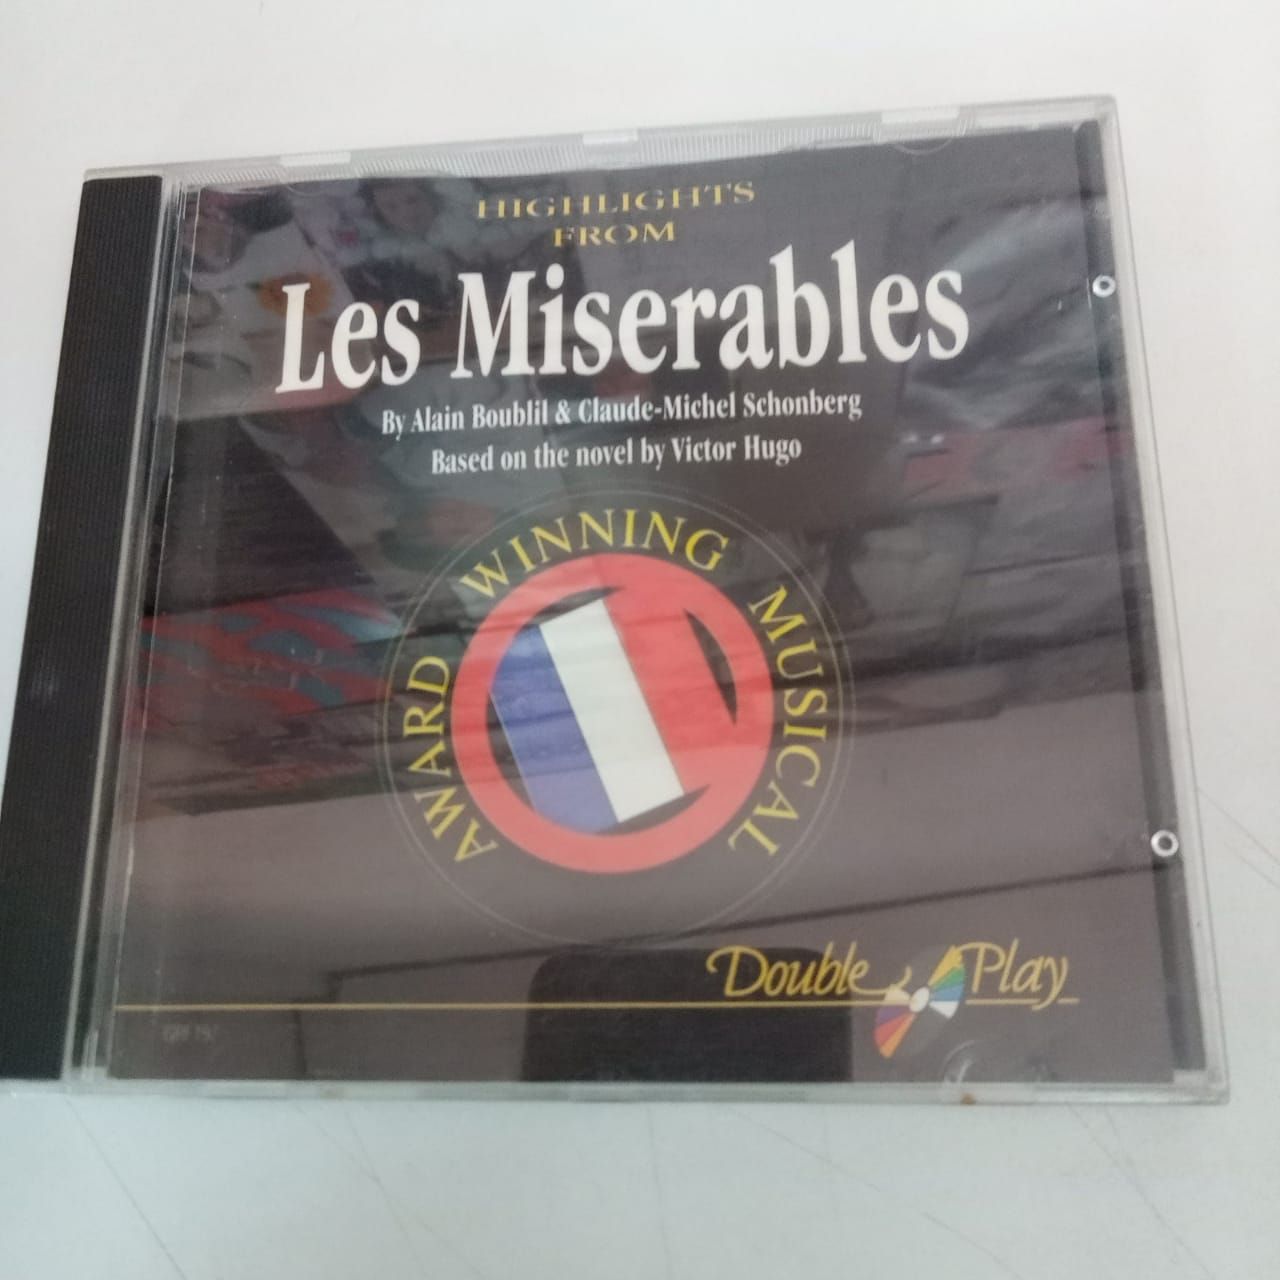 HIGHLIGHTS
FROM
Les Miserables
By Alain Boublil & Claude-Michel Schonberg
Based on the novel by Victor Hugo
AWARD WINNING MUSICAL
Double Play